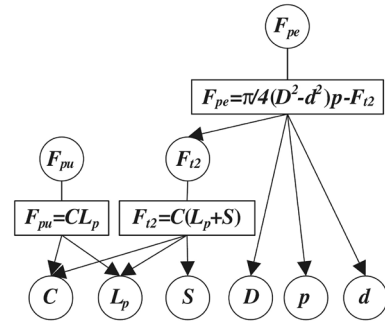 F_pe
F_pe=π/4(D²-d²)p-F_t2
F_pu F_t2
F_pu=CL_p F_t2=C(L_p+S)
C L_p S D p d